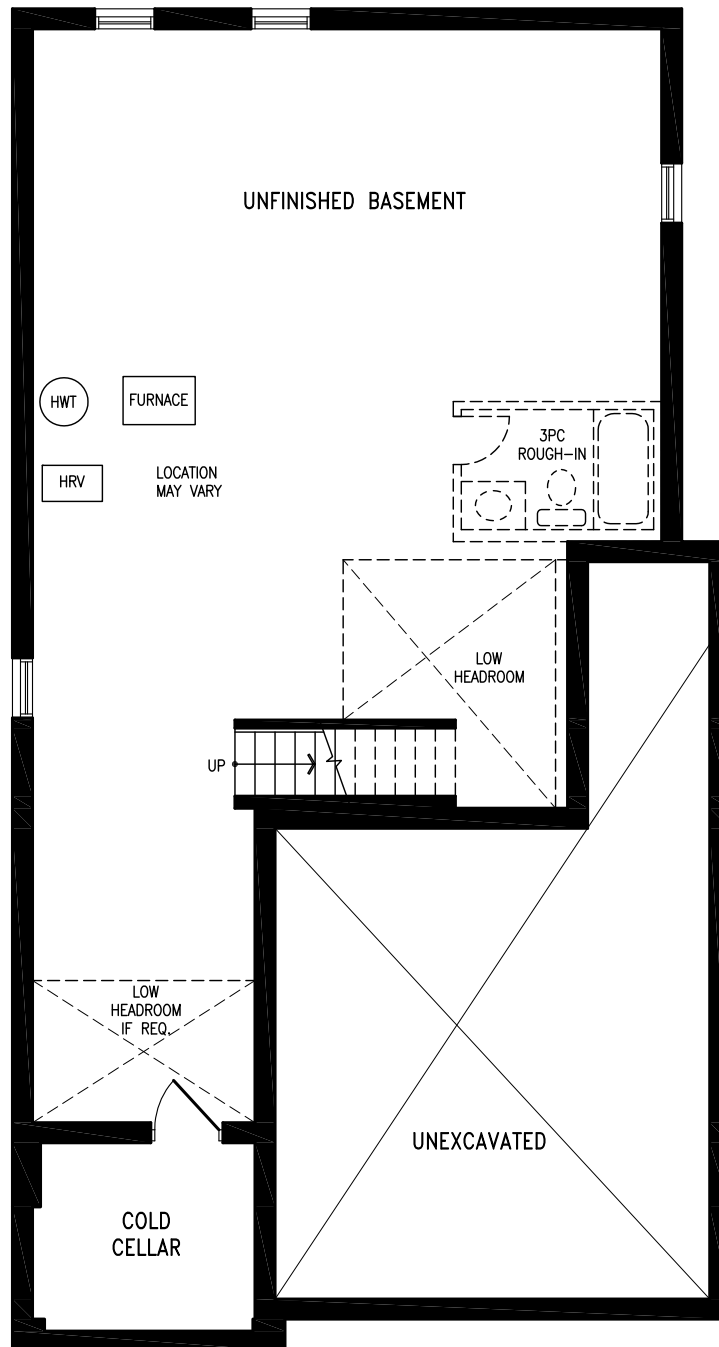 UNFINISHED BASEMENT
HWT
FURNACE
3PC
ROUGH-IN
HRV
LOCATION
MAY VARY
LOW
HEADROOM
UP
LOW
HEADROOM
IF REQ.
UNEXCAVATED
COLD
CELLAR